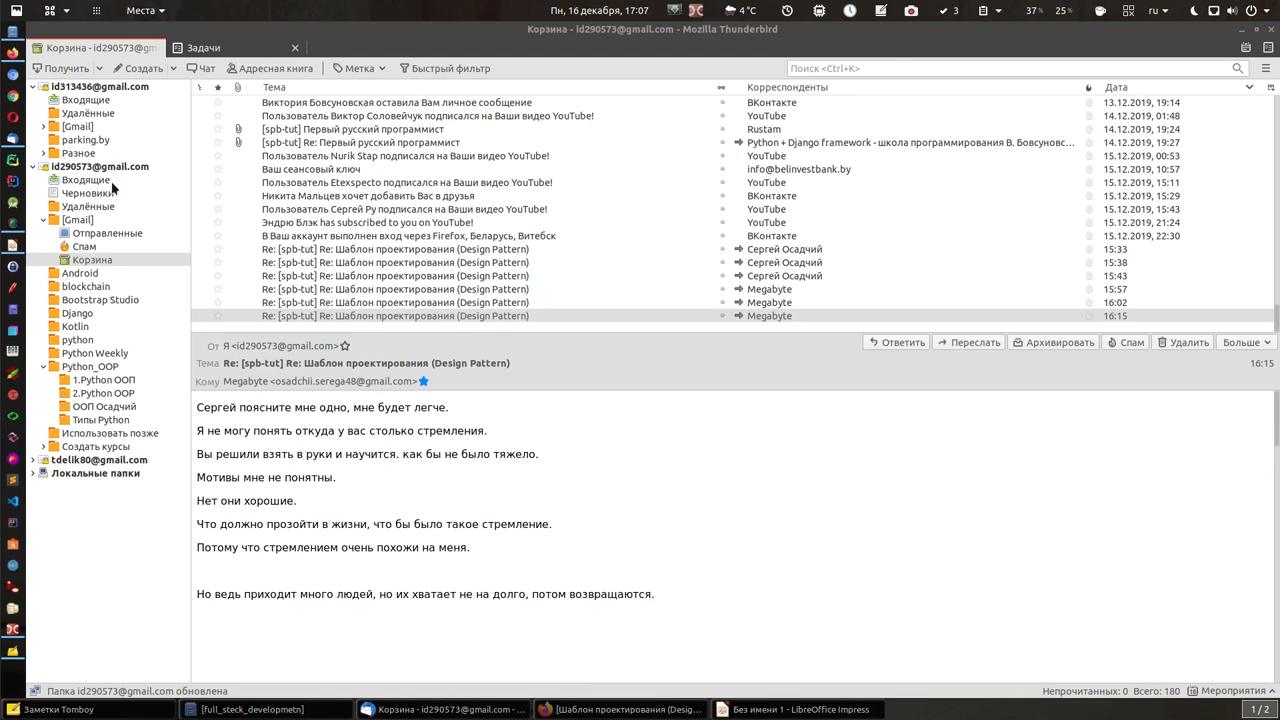 Места
Пн, 16 декабря, 17:07
4°C
3
37%
25%
ru
Корзина - id290573@gmail.com - Mozilla Thunderbird
Корзина - id290573@gm
Задачи
Получить
Создать
Чат
Адресная книга
Метка
Быстрый фильтр
Поиск <Ctrl+K>
id313436@gmail.com
Входящие
Удалённые
[Gmail]
parking.by
Разное
id290573@gmail.com
Входящие
Черновики
Удалённые
[Gmail]
Отправленные
Спам
Корзина
Android
blockchain
Bootstrap Studio
Django
Kotlin
python
Python Weekly
Python_OOP
1.Python ООП
2.Python OOP
ООП Осадчий
Типы Python
Использовать позже
Создать курсы
tdelik80@gmail.com
Локальные папки
Тема Корреспонденты Дата
Виктория Бовсуновская оставила Вам личное сообщение ВКонтакте 13.12.2019, 19:14
Пользователь Виктор Соловейчук подписался на Ваши видео YouTube! YouTube 14.12.2019, 01:48
[spb-tut] Первый русский программист Rustam 14.12.2019, 19:24
[spb-tut] Re: Первый русский программист Python + Django framework - школа программирования В. Бовсуновс... 14.12.2019, 19:27
Пользователь Nurik Stap подписался на Ваши видео YouTube! YouTube 15.12.2019, 00:53
Ваш сеансовый ключ info@belinvestbank.by 15.12.2019, 10:57
Пользователь Etexspecto подписался на Ваши видео YouTube! YouTube 15.12.2019, 15:11
Никита Мальцев хочет добавить Вас в друзья ВКонтакте 15.12.2019, 15:29
Пользователь Сергей Ру подписался на Ваши видео YouTube! YouTube 15.12.2019, 15:43
Эндрю Блэк has subscribed to you on YouTube! YouTube 15.12.2019, 21:24
В Ваш аккаунт выполнен вход через Firefox, Беларусь, Витебск ВКонтакте 15.12.2019, 22:30
Re: [spb-tut] Re: Шаблон проектирования (Design Pattern) Сергей Осадчий 15:33
Re: [spb-tut] Re: Шаблон проектирования (Design Pattern) Сергей Осадчий 15:38
Re: [spb-tut] Re: Шаблон проектирования (Design Pattern) Сергей Осадчий 15:43
Re: [spb-tut] Re: Шаблон проектирования (Design Pattern) Megabyte 15:57
Re: [spb-tut] Re: Шаблон проектирования (Design Pattern) Megabyte 16:02
Re: [spb-tut] Re: Шаблон проектирования (Design Pattern) Megabyte 16:15
От Я <id290573@gmail.com>
Ответить Переслать Архивировать Спам Удалить Больше
Тема Re: [spb-tut] Re: Шаблон проектирования (Design Pattern) 16:15
Кому Megabyte <osadchii.serega48@gmail.com>
Сергей поясните мне одно, мне будет легче.
Я не могу понять откуда у вас столько стремления.
Вы решили взять в руки и научится. как бы не было тяжело.
Мотивы мне не понятны.
Нет они хорошие.
Что должно прозойти в жизни, что бы было такое стремление.
Потому что стремлением очень похожи на меня.
Но ведь приходит много людей, но их хватает не на долго, потом возвращаются.
Папка id290573@gmail.com обновлена
Непрочитанных: 0 Всего: 180 Мероприятия
Заметки Tomboy
[full_steck_developmetn]
Корзина - id290573@gmail.com - ...
[Шаблон проектирования (Desig...
Без имени 1 - LibreOffice Impress
1 / 2